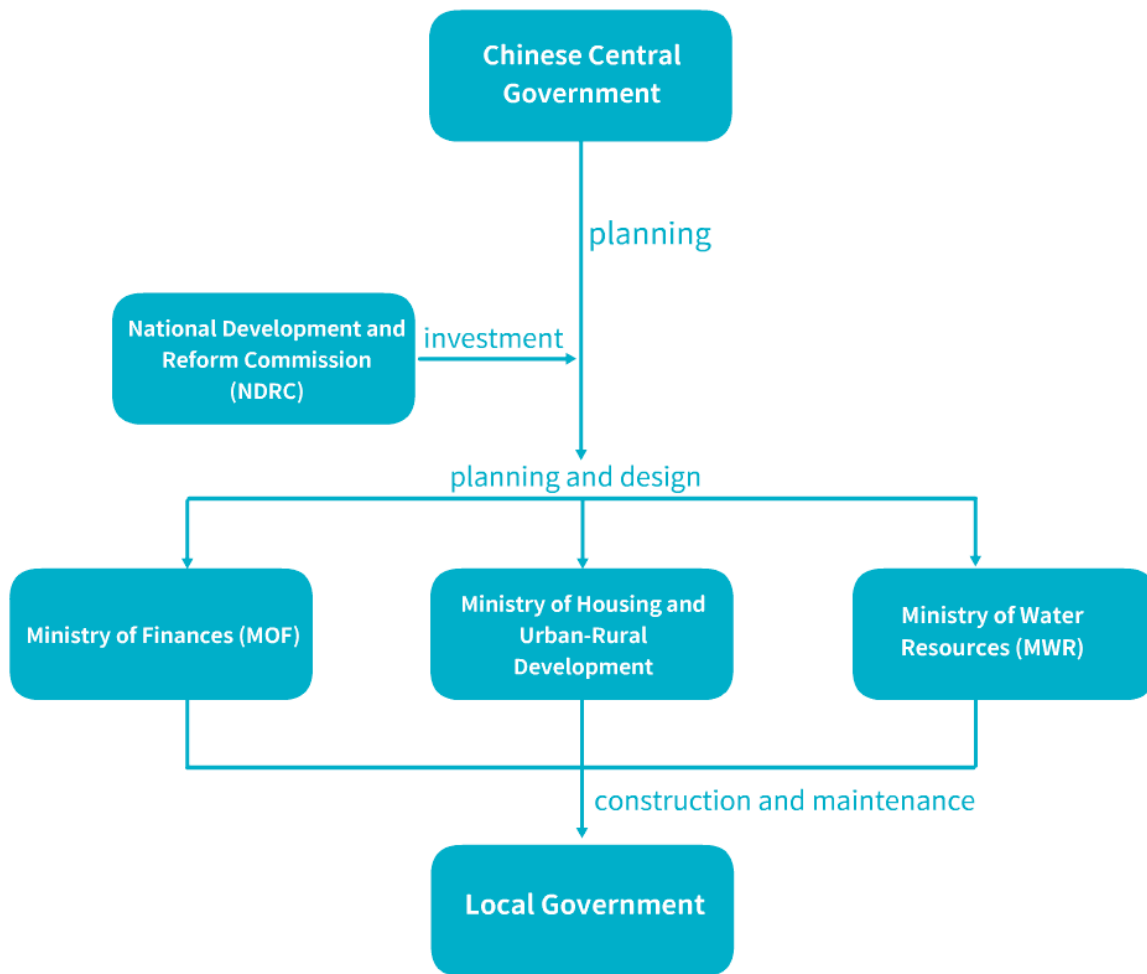 Chinese Central
Government
planning
National Development and
Reform Commission
(NDRC)
investment
planning and design
Ministry of Finances (MOF)
Ministry of Housing and
Urban-Rural
Development
Ministry of Water
Resources (MWR)
construction and maintenance
Local Government